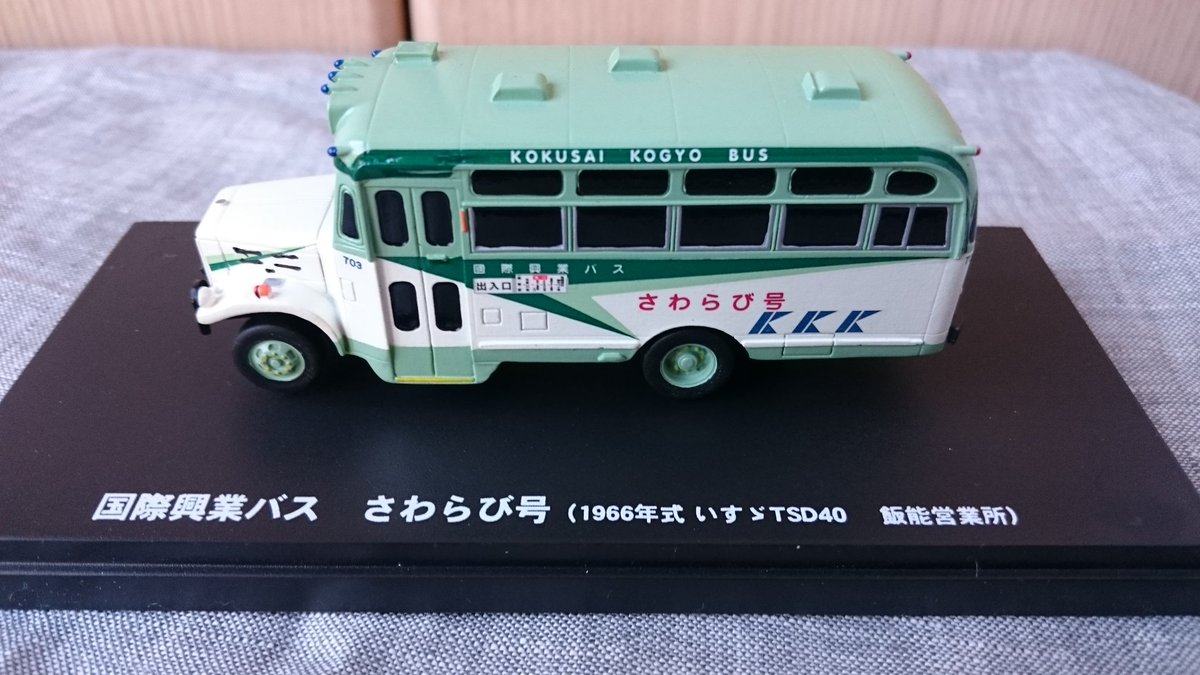 KOKUSAI KOGYO BUS
703
国際興業バス
出入口
さわらび号
KKK
国際興業バス さわらび号 (1966年式 いすゞTSD40 飯能営業所)